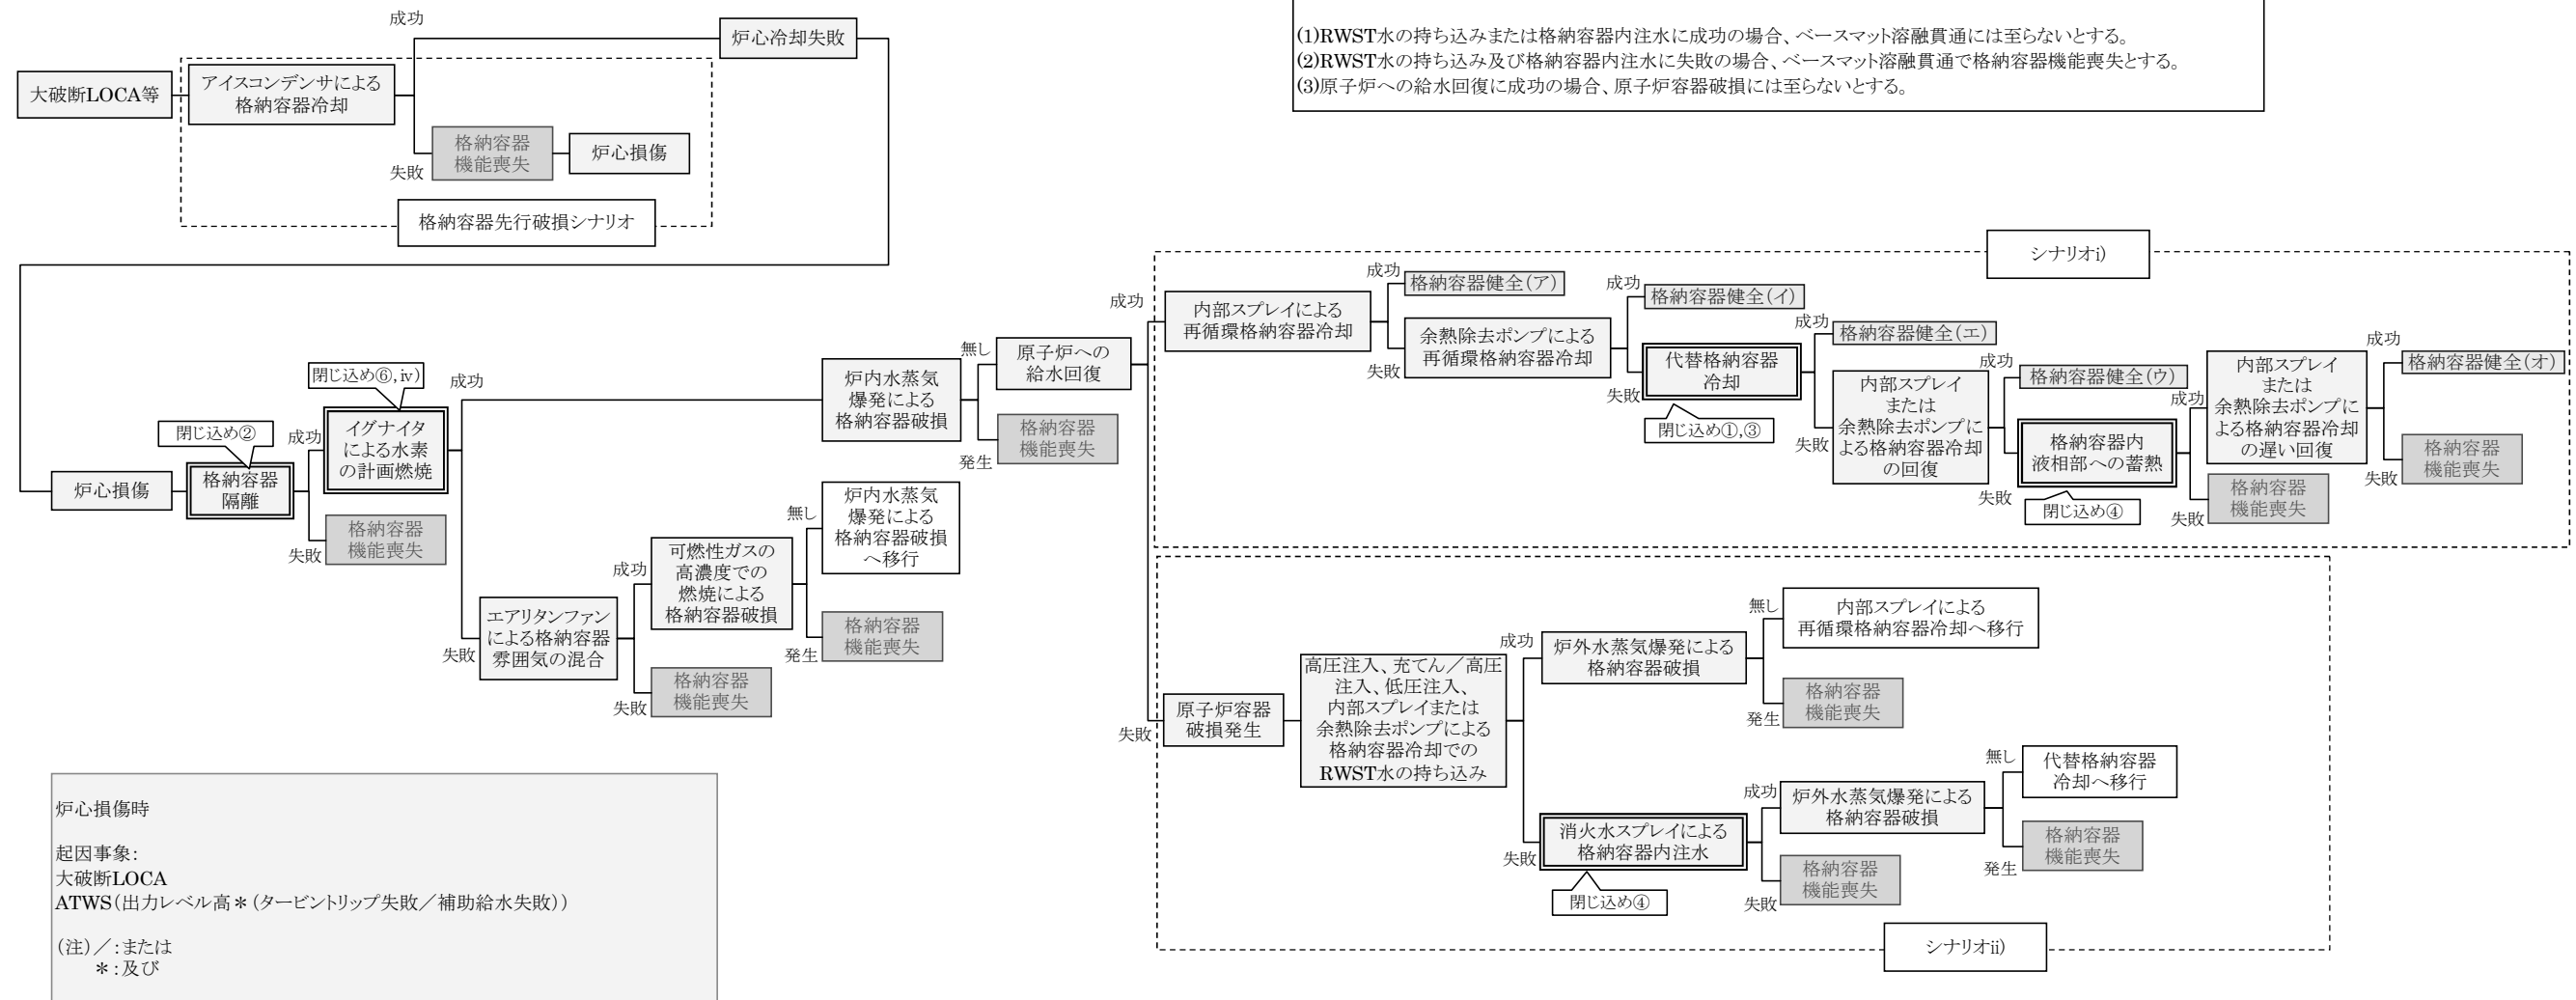 (1)RWST水の持ち込みまたは格納容器内注水に成功の場合、ベースマット溶融貫通には至らないとする。
(2)RWST水の持ち込み及び格納容器内注水に失敗の場合、ベースマット溶融貫通で格納容器機能喪失とする。
(3)原子炉への給水回復に成功の場合、原子炉容器破損には至らないとする。
大破断LOCA等
アイスコンデンサによる
格納容器冷却
成功
炉心冷却失敗
失敗
格納容器
機能喪失
炉心損傷
格納容器先行破損シナリオ
炉心損傷
閉じ込め②
格納容器
隔離
成功
閉じ込め⑥,ⅳ)
イグナイタ
による水素
の計画燃焼
失敗
格納容器
機能喪失
成功
炉内水蒸気
爆発による
格納容器破損
無し
原子炉への
給水回復
発生
格納容器
機能喪失
失敗
エアリタンファン
による格納容器
雰囲気の混合
成功
可燃性ガスの
高濃度での
燃焼による
格納容器破損
無し
炉内水蒸気
爆発による
格納容器破損
へ移行
発生
格納容器
機能喪失
失敗
格納容器
機能喪失
シナリオi)
成功
内部スプレイによる
再循環格納容器冷却
成功
格納容器健全(ア)
失敗
余熱除去ポンプによる
再循環格納容器冷却
成功
格納容器健全(イ)
失敗
代替格納容器
冷却
閉じ込め①,③
成功
格納容器健全(エ)
失敗
内部スプレイ
または
余熱除去ポンプに
よる格納容器冷却
の回復
成功
格納容器健全(ウ)
失敗
格納容器内
液相部への蓄熱
閉じ込め④
成功
内部スプレイ
または
余熱除去ポンプに
よる格納容器冷却
の遅い回復
成功
格納容器健全(オ)
失敗
格納容器
機能喪失
失敗
格納容器
機能喪失
失敗
原子炉容器
破損発生
高圧注入、充てん／高圧
注入、低圧注入、
内部スプレイまたは
余熱除去ポンプによる
格納容器冷却での
RWST水の持ち込み
成功
炉外水蒸気爆発による
格納容器破損
無し
内部スプレイによる
再循環格納容器冷却へ移行
発生
格納容器
機能喪失
失敗
消火水スプレイによる
格納容器内注水
閉じ込め④
成功
炉外水蒸気爆発による
格納容器破損
無し
代替格納容器
冷却へ移行
発生
格納容器
機能喪失
失敗
格納容器
機能喪失
シナリオii)
炉心損傷時
起因事象:
大破断LOCA
ATWS(出力レベル高＊(タービントリップ失敗／補助給水失敗))
(注)／:または
＊:及び